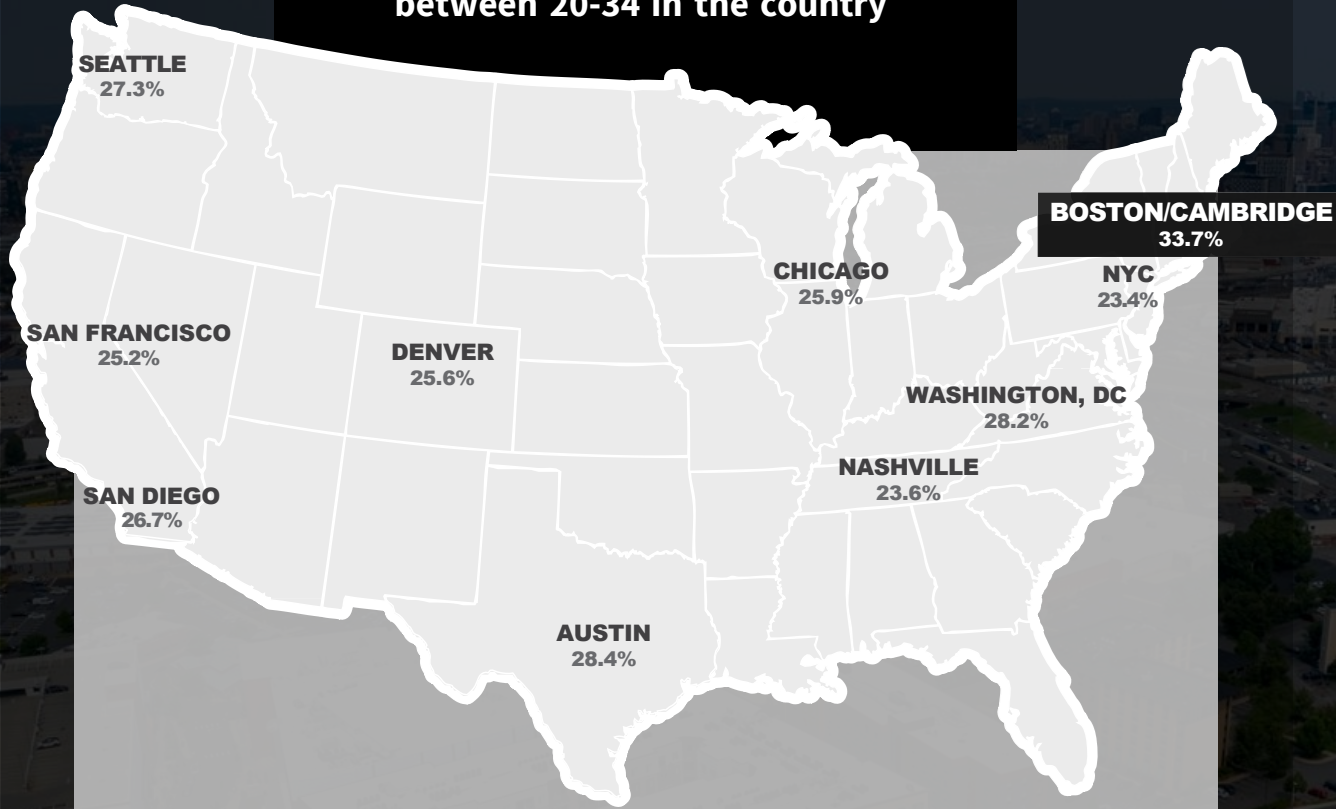 between 20-34 in the country
SEATTLE
27.3%
BOSTON/CAMBRIDGE
33.7%
CHICAGO
25.9%
NYC
23.4%
SAN FRANCISCO
25.2%
DENVER
25.6%
WASHINGTON, DC
28.2%
NASHVILLE
23.6%
SAN DIEGO
26.7%
AUSTIN
28.4%